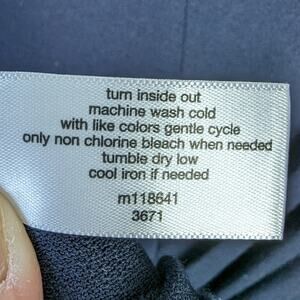 turn inside out
machine wash cold
with like colors gentle cycle
only non chlorine bleach when needed
tumble dry low
cool iron if needed
m118641
3671